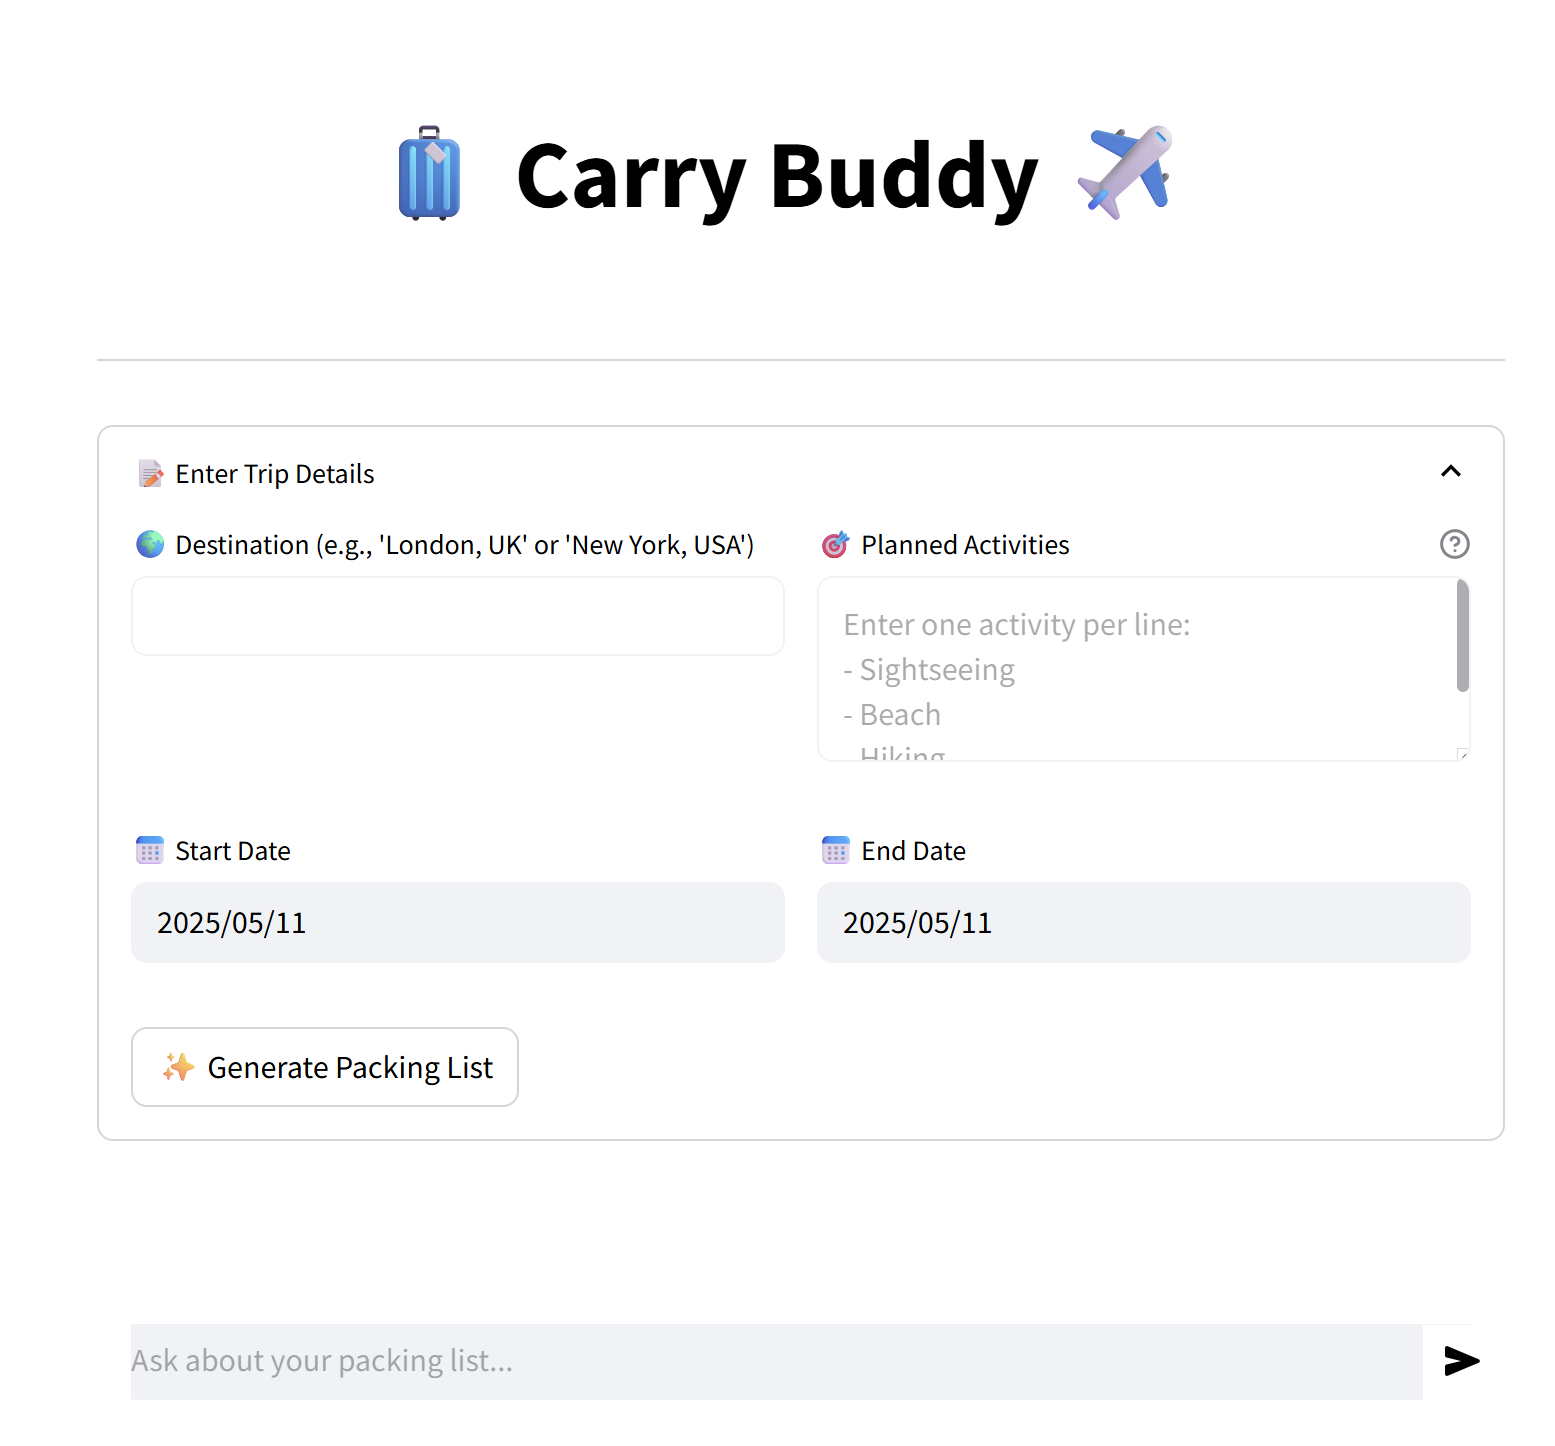 Carry Buddy
Enter Trip Details
Destination (e.g., 'London, UK' or 'New York, USA')
Planned Activities
Enter one activity per line:
- Sightseeing
- Beach
- Hiking
Start Date
End Date
2025/05/11
2025/05/11
Generate Packing List
Ask about your packing list...